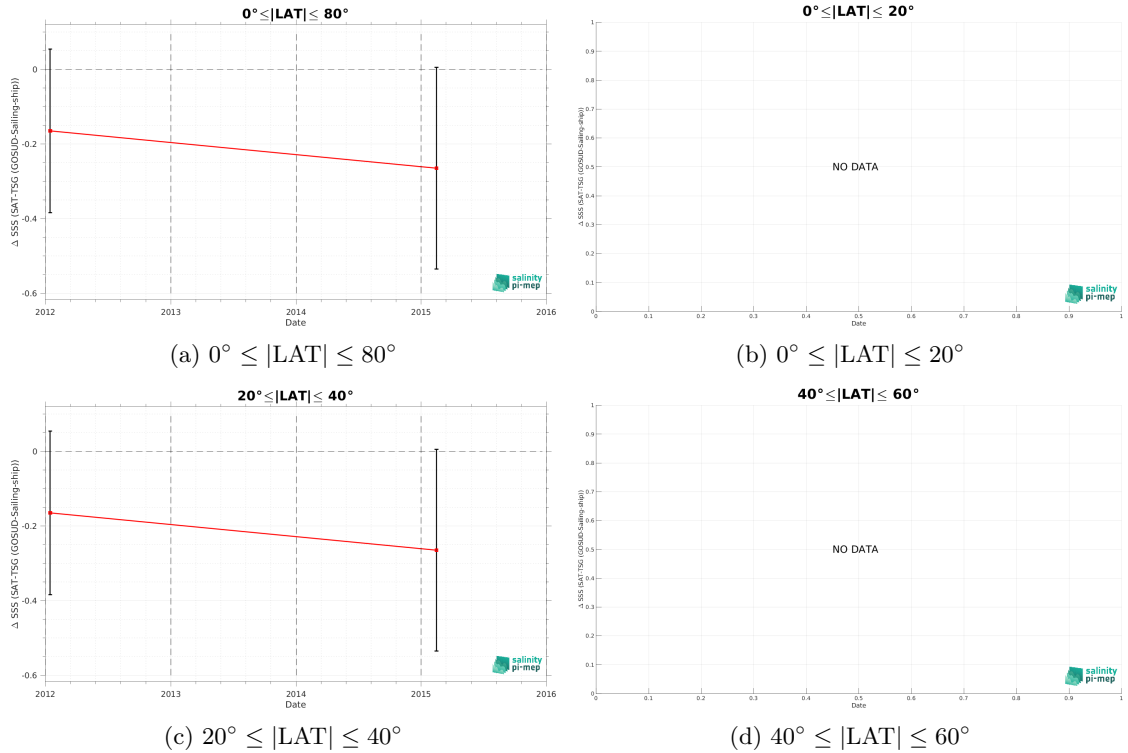 0°≤|LAT|≤ 80°
0
-0.2
-0.4
-0.6
Δ SSS (SAT-TSG (GOSUD-Sailing-ship))
2012 2013 2014 2015 2016
Date
salinity
pi-mep
(a) 0° ≤ |LAT| ≤ 80°
0°≤|LAT|≤ 20°
1
0.9
0.8
0.7
0.6
0.5
0.4
0.3
0.2
0.1
0
Δ SSS (SAT-TSG (GOSUD-Sailing-ship))
NO DATA
0 0.1 0.2 0.3 0.4 0.5 0.6 0.7 0.8 0.9 1
Date
salinity
pi-mep
(b) 0° ≤ |LAT| ≤ 20°
20°≤|LAT|≤ 40°
0
-0.2
-0.4
-0.6
Δ SSS (SAT-TSG (GOSUD-Sailing-ship))
2012 2013 2014 2015 2016
Date
salinity
pi-mep
(c) 20° ≤ |LAT| ≤ 40°
40°≤|LAT|≤ 60°
1
0.9
0.8
0.7
0.6
0.5
0.4
0.3
0.2
0.1
0
Δ SSS (SAT-TSG (GOSUD-Sailing-ship))
NO DATA
0 0.1 0.2 0.3 0.4 0.5 0.6 0.7 0.8 0.9 1
Date
salinity
pi-mep
(d) 40° ≤ |LAT| ≤ 60°